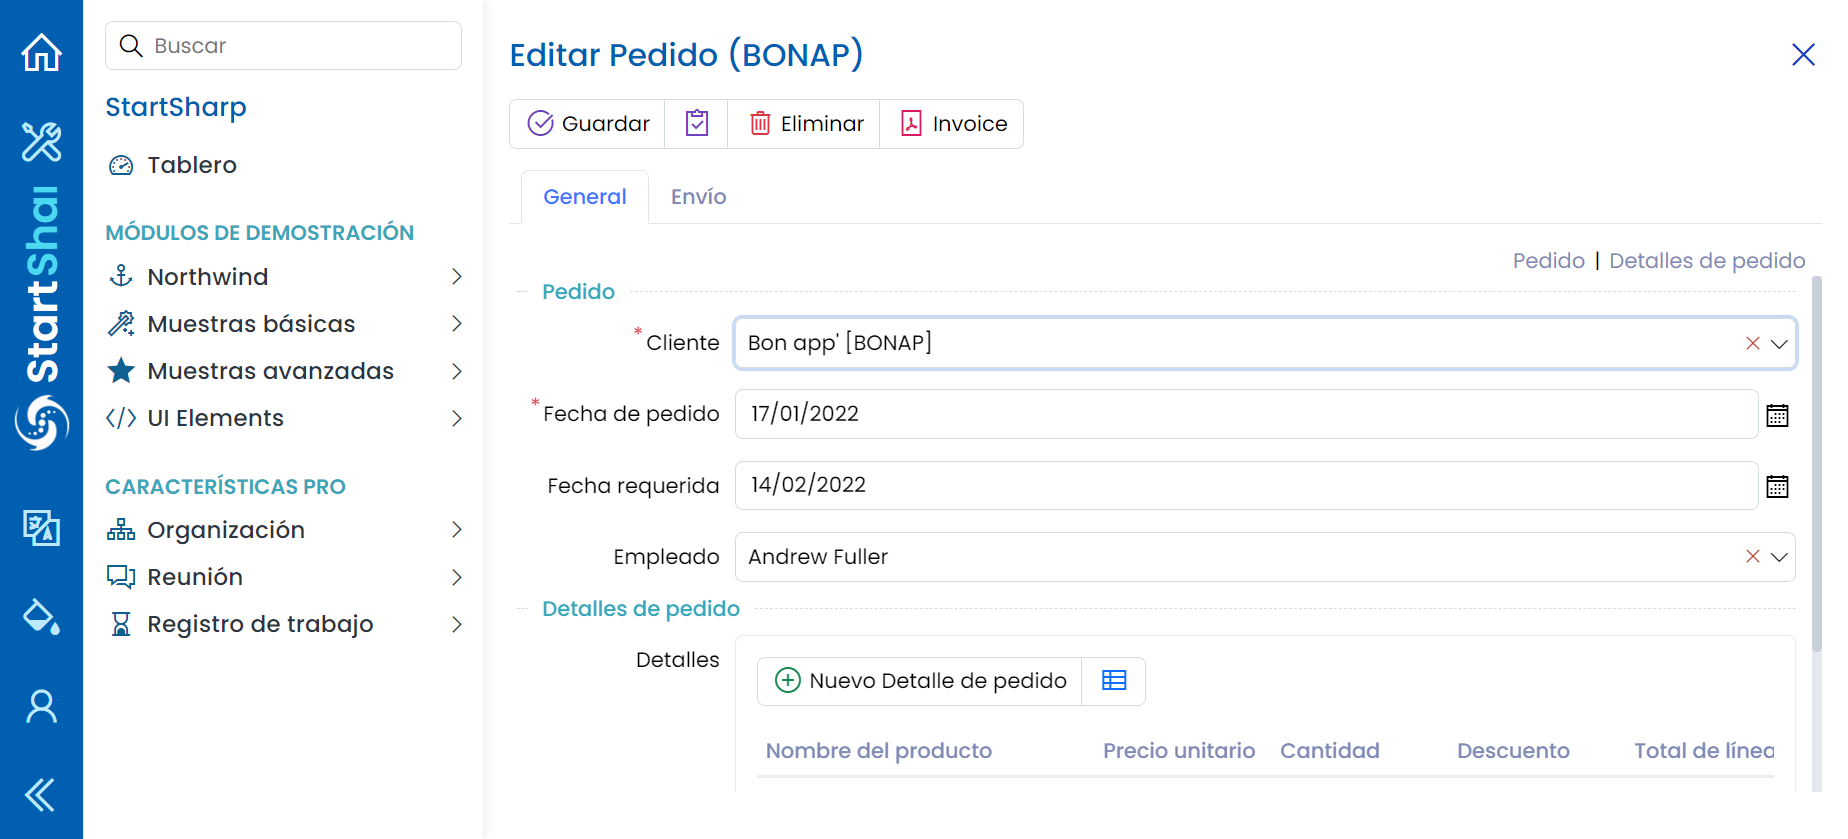 StartShar
Buscar
StartSharp
Tablero
MÓDULOS DE DEMOSTRACIÓN
Northwind
Muestras básicas
Muestras avanzadas
UI Elements
CARACTERÍSTICAS PRO
Organización
Reunión
Registro de trabajo
Editar Pedido (BONAP)
Guardar
Eliminar
Invoice
General
Envío
Pedido | Detalles de pedido
Pedido
* Cliente
Bon app' [BONAP]
* Fecha de pedido
17/01/2022
Fecha requerida
14/02/2022
Empleado
Andrew Fuller
Detalles de pedido
Detalles
Nuevo Detalle de pedido
Nombre del producto Precio unitario Cantidad Descuento Total de línea